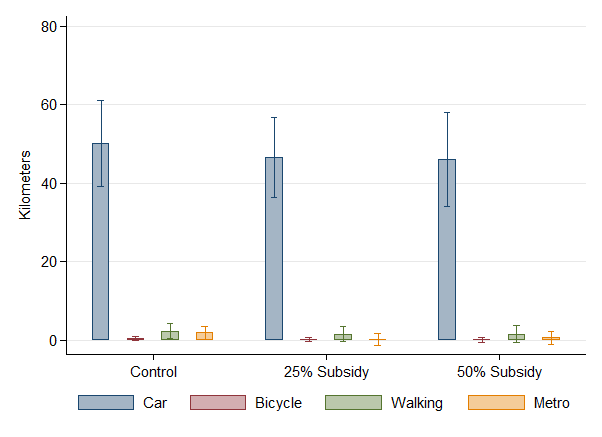 80
60
40
20
0
Kilometers
Control
25% Subsidy
50% Subsidy
Car
Bicycle
Walking
Metro